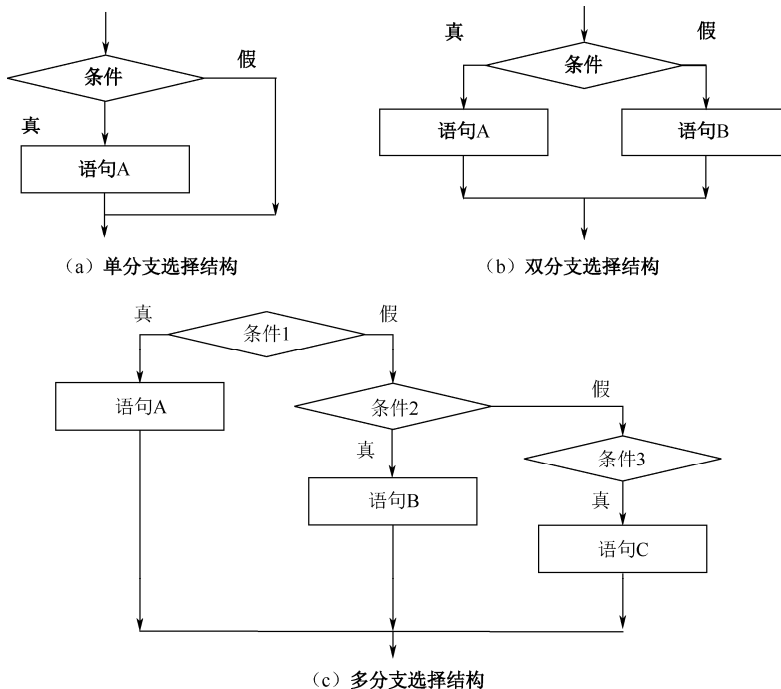 假
条件
真
语句A
（a）单分支选择结构
真
假
条件
语句A
语句B
（b）双分支选择结构
真
条件1
假
语句A
条件2
假
真
条件3
语句B
真
语句C
（c）多分支选择结构